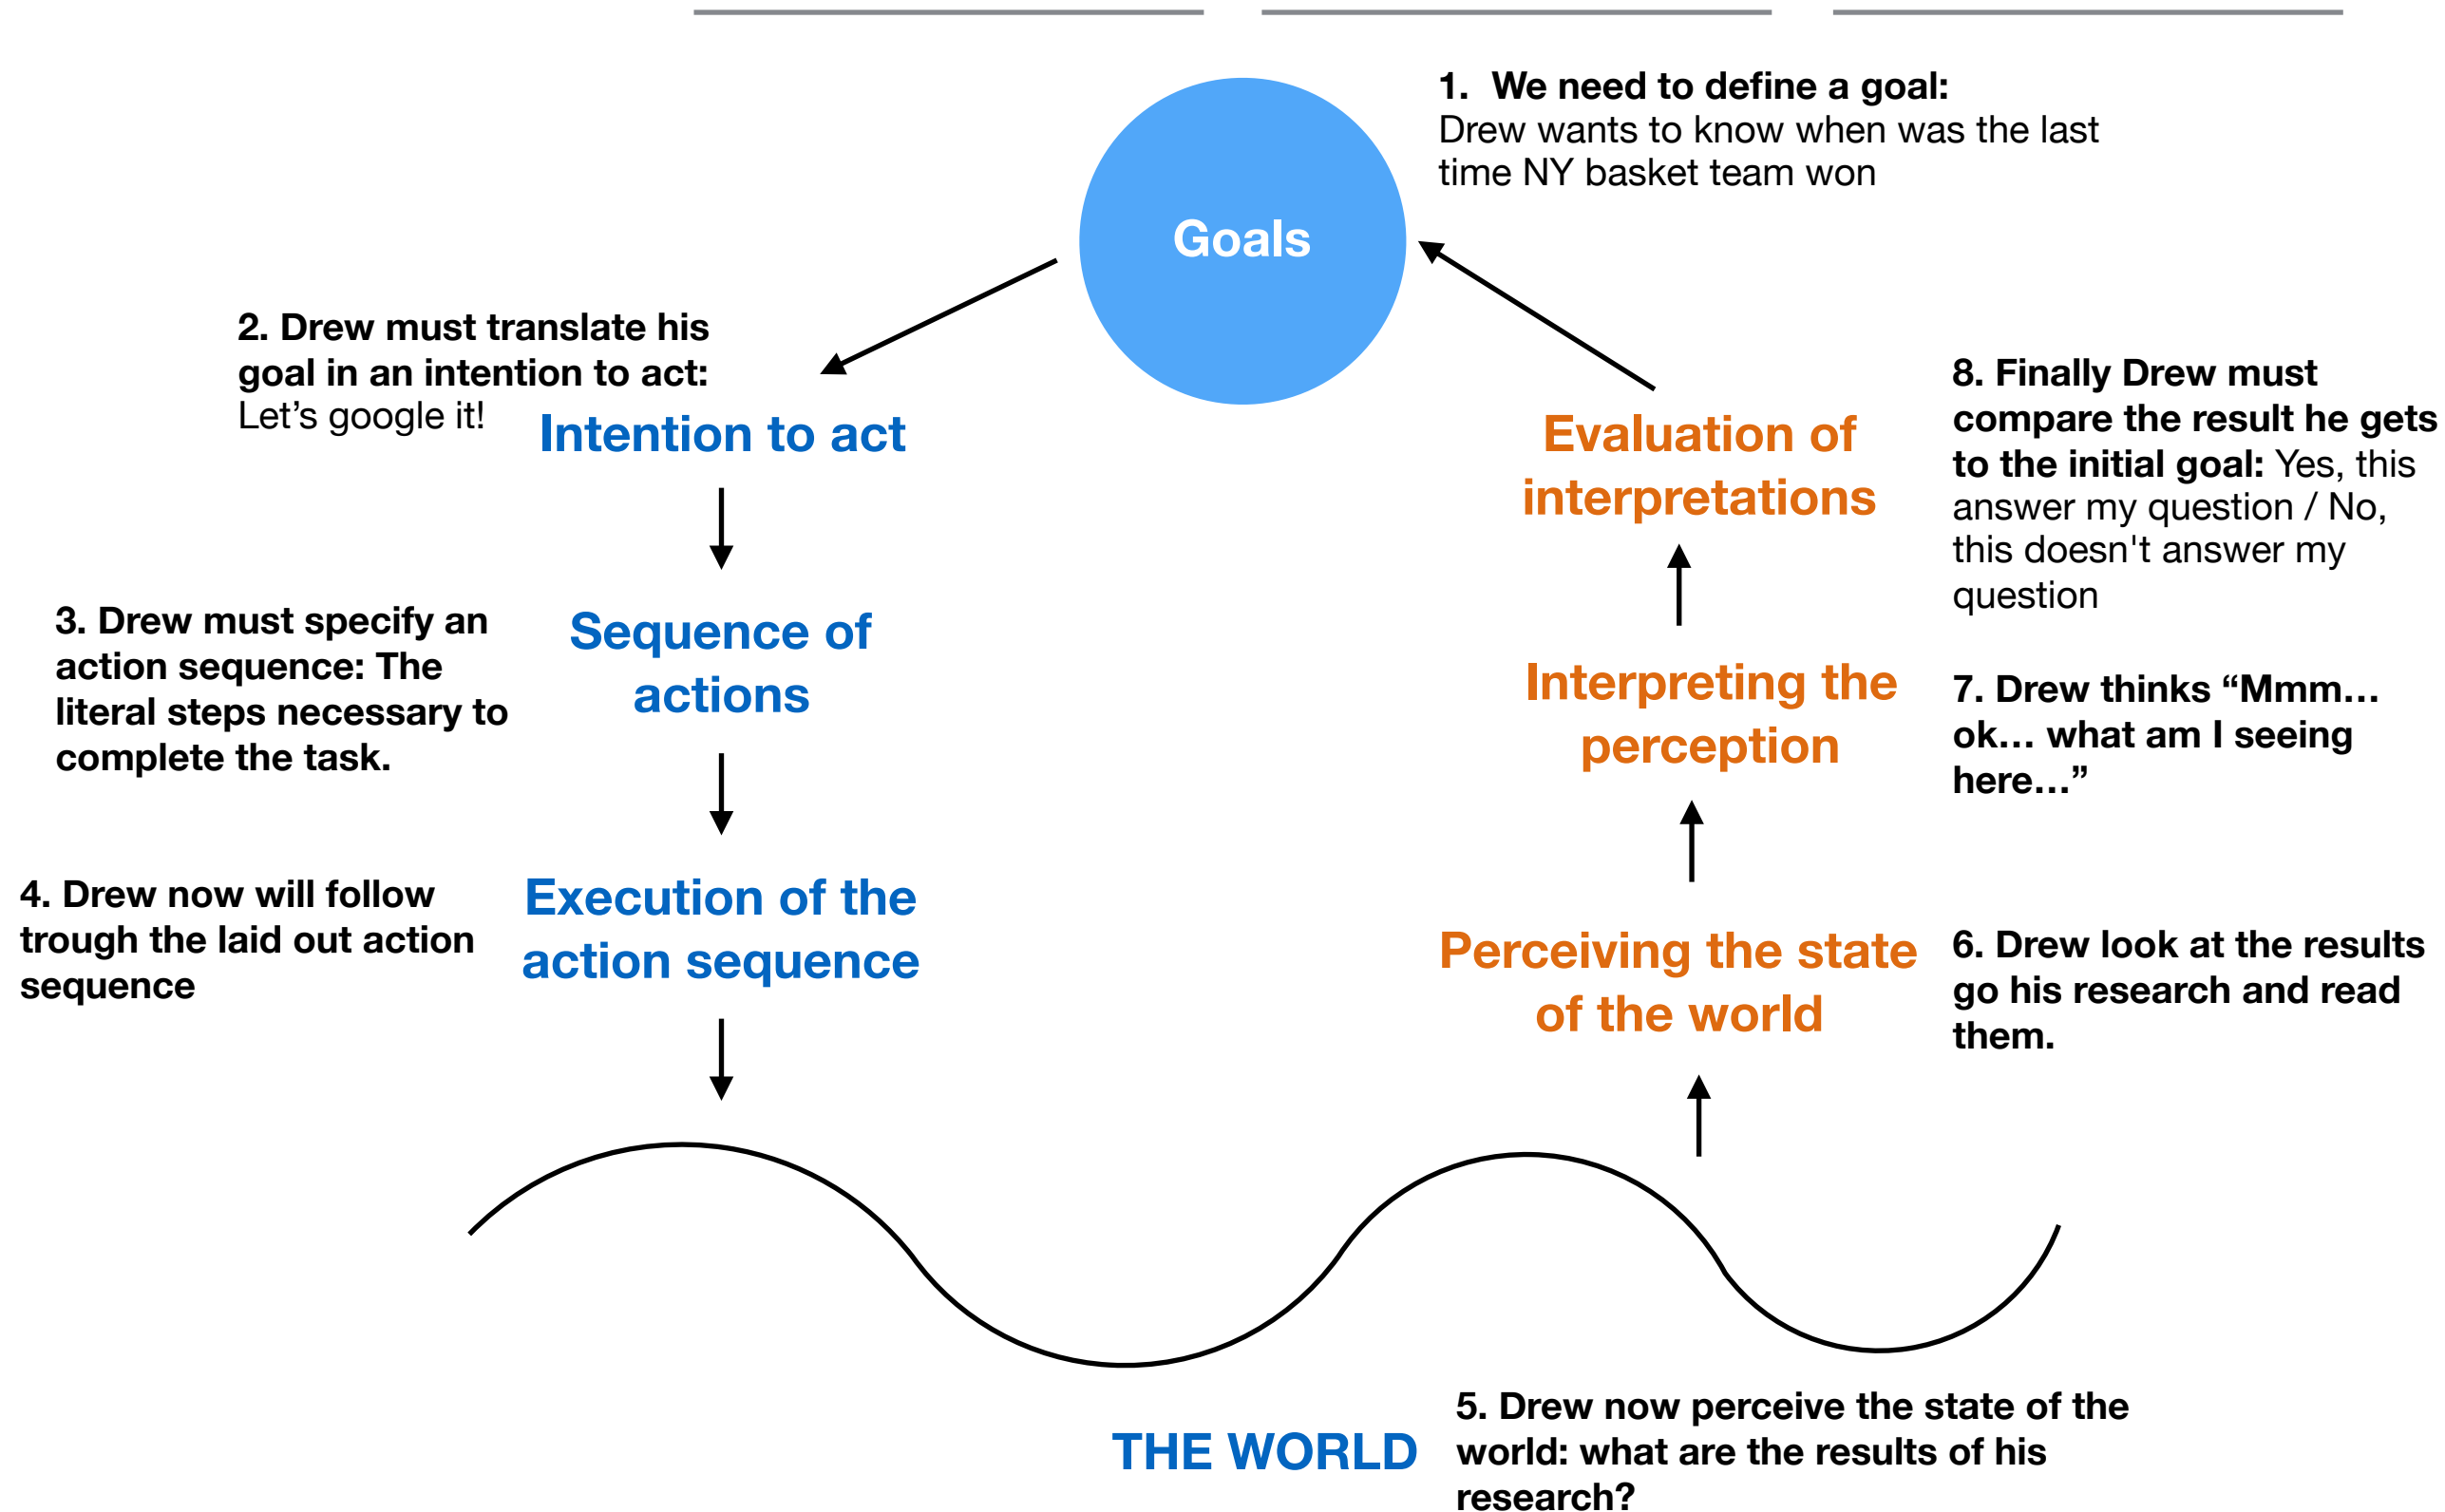 1.  We need to define a goal:
Drew wants to know when was the last
time NY basket team won
Goals
2. Drew must translate his
goal in an intention to act:
Let’s google it!
Intention to act
3. Drew must specify an
action sequence: The
literal steps necessary to
complete the task.
Sequence of
actions
4. Drew now will follow
trough the laid out action
sequence
Execution of the
action sequence
THE WORLD
5. Drew now perceive the state of the
world: what are the results of his
research?
Perceiving the state
of the world
6. Drew look at the results
go his research and read
them.
Interpreting the
perception
7. Drew thinks “Mmm…
ok… what am I seeing
here…”
Evaluation of
interpretations
8. Finally Drew must
compare the result he gets
to the initial goal: Yes, this
answer my question / No,
this doesn't answer my
question